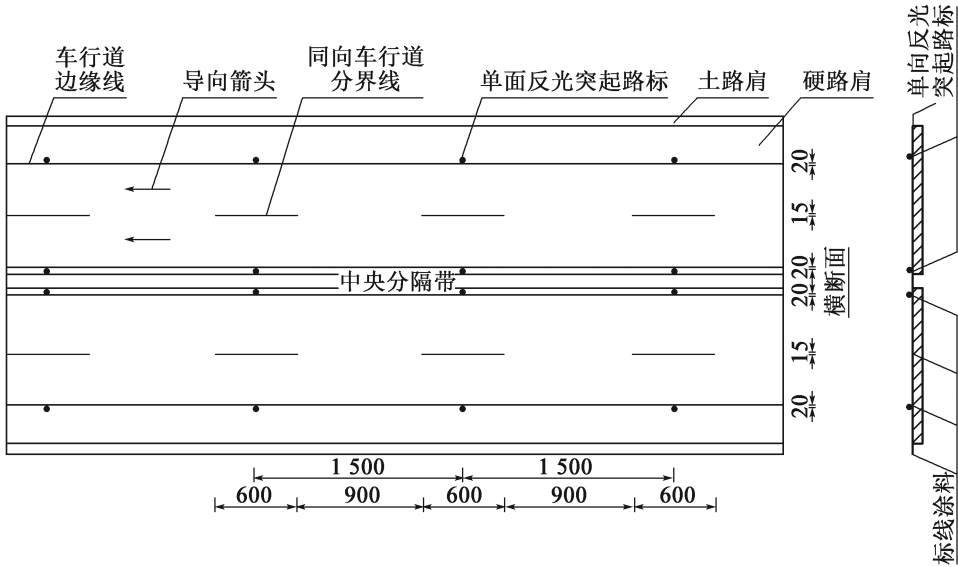 车行道
边缘线
导向箭头
同向车行道
分界线
单面反光突起路标
土路肩
硬路肩
单向反光
突起路标
20
15
20
中央分隔带
20
横断面
15
20
1 500
1 500
600
900
600
900
600
标线涂料